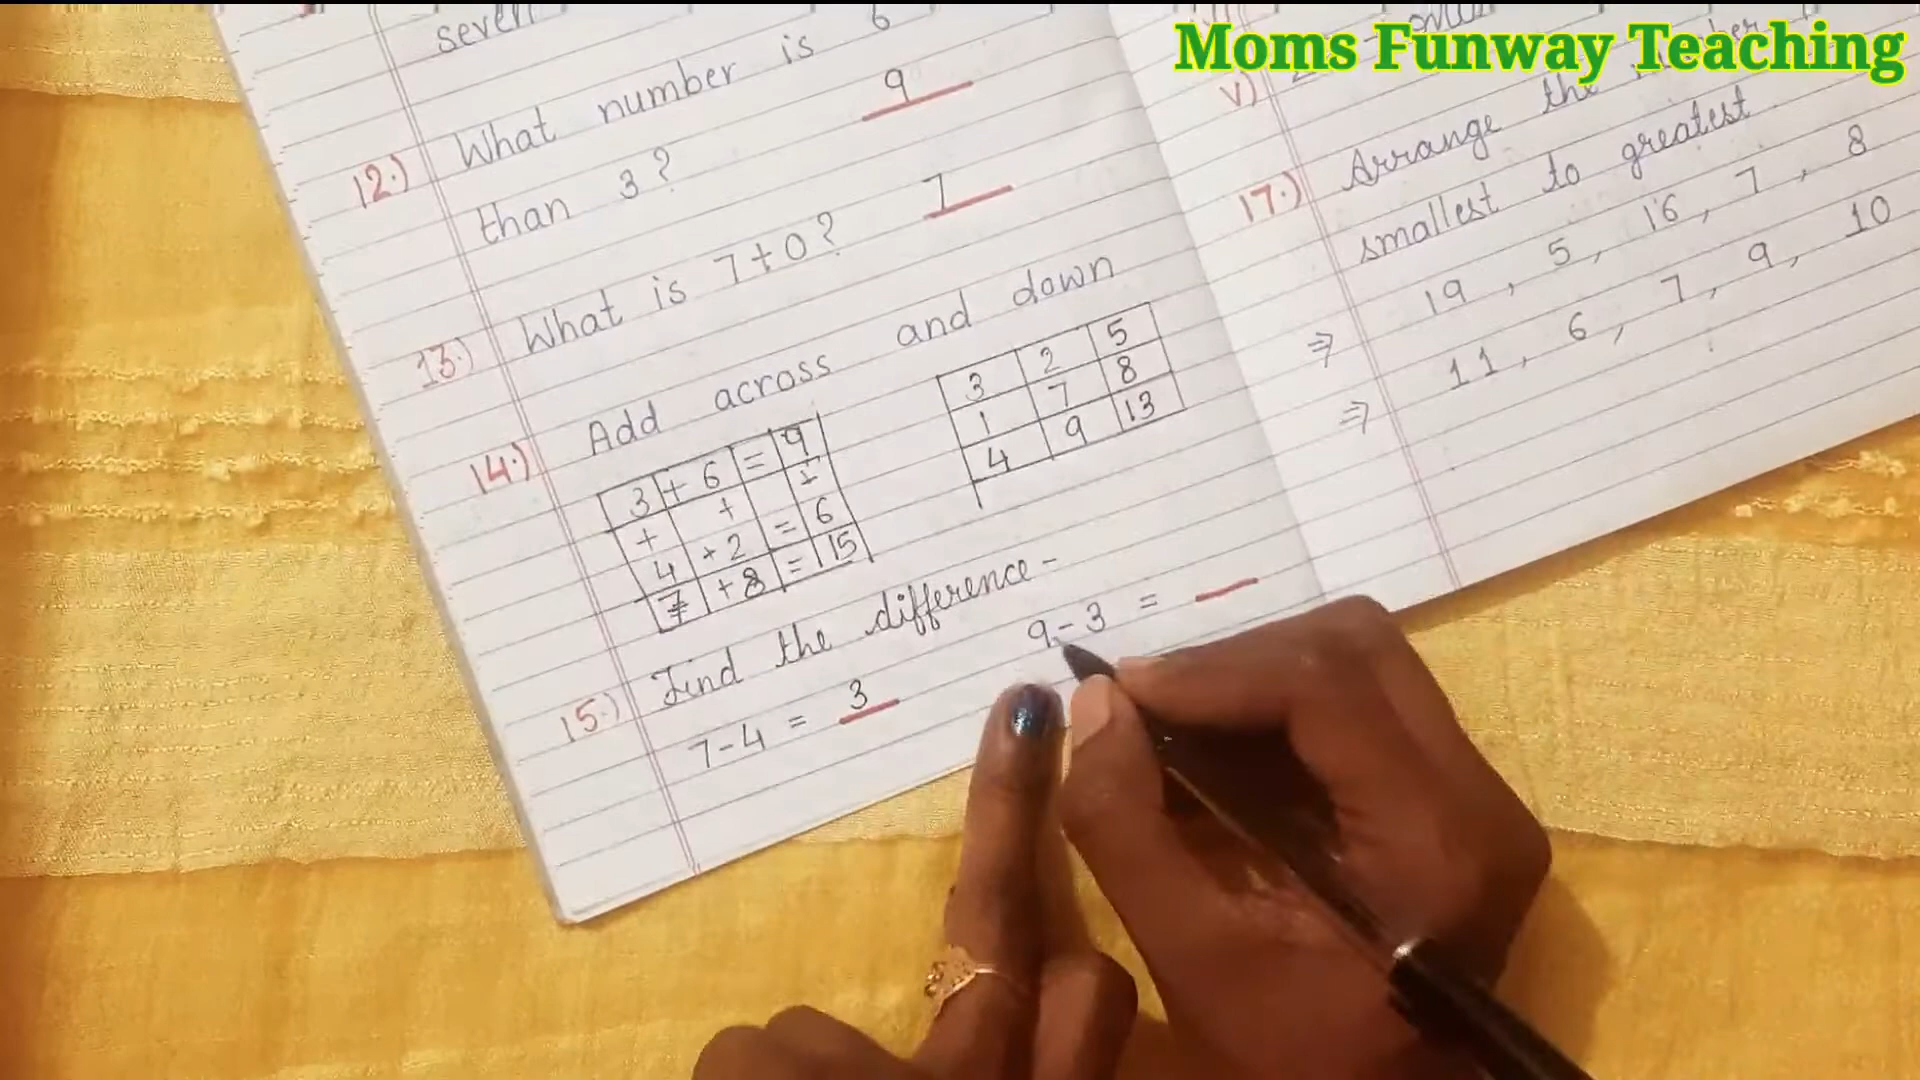 Moms Funway Teaching
seven
12.) What number is 6
than 3? 9
13.) What is 7+0? 7
14.) Add across and down
3 + 6 = 9
+ + +
4 + 2 = 6
7 + 8 = 15
3 2 5
1 7 8
4 9 13
15.) Find the difference-
7-4 = 3 9-3 =
V)
17.) Arrange the
smallest to greatest
19, 5, 16, 7, 8
⇒ 11, 6, 7, 9, 10
⇒